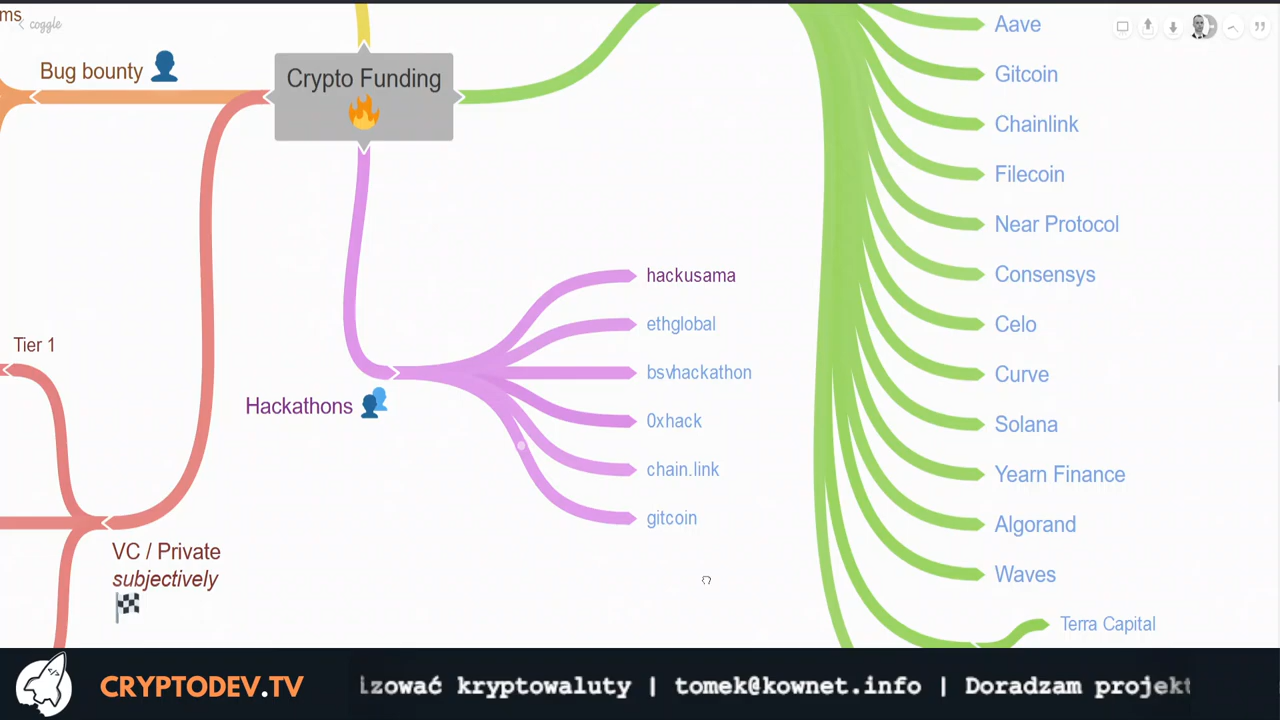 ms
coggle
Bug bounty
Crypto Funding
Tier 1
VC / Private
subjectively
Hackathons
hackusama
ethglobal
bsvhackathon
0xhack
chain.link
gitcoin
Aave
Gitcoin
Chainlink
Filecoin
Near Protocol
Consensys
Celo
Curve
Solana
Yearn Finance
Algorand
Waves
Terra Capital
CRYPTODEV.TV
izować kryptowaluty | tomek@kownet.info | Doradzam projekt